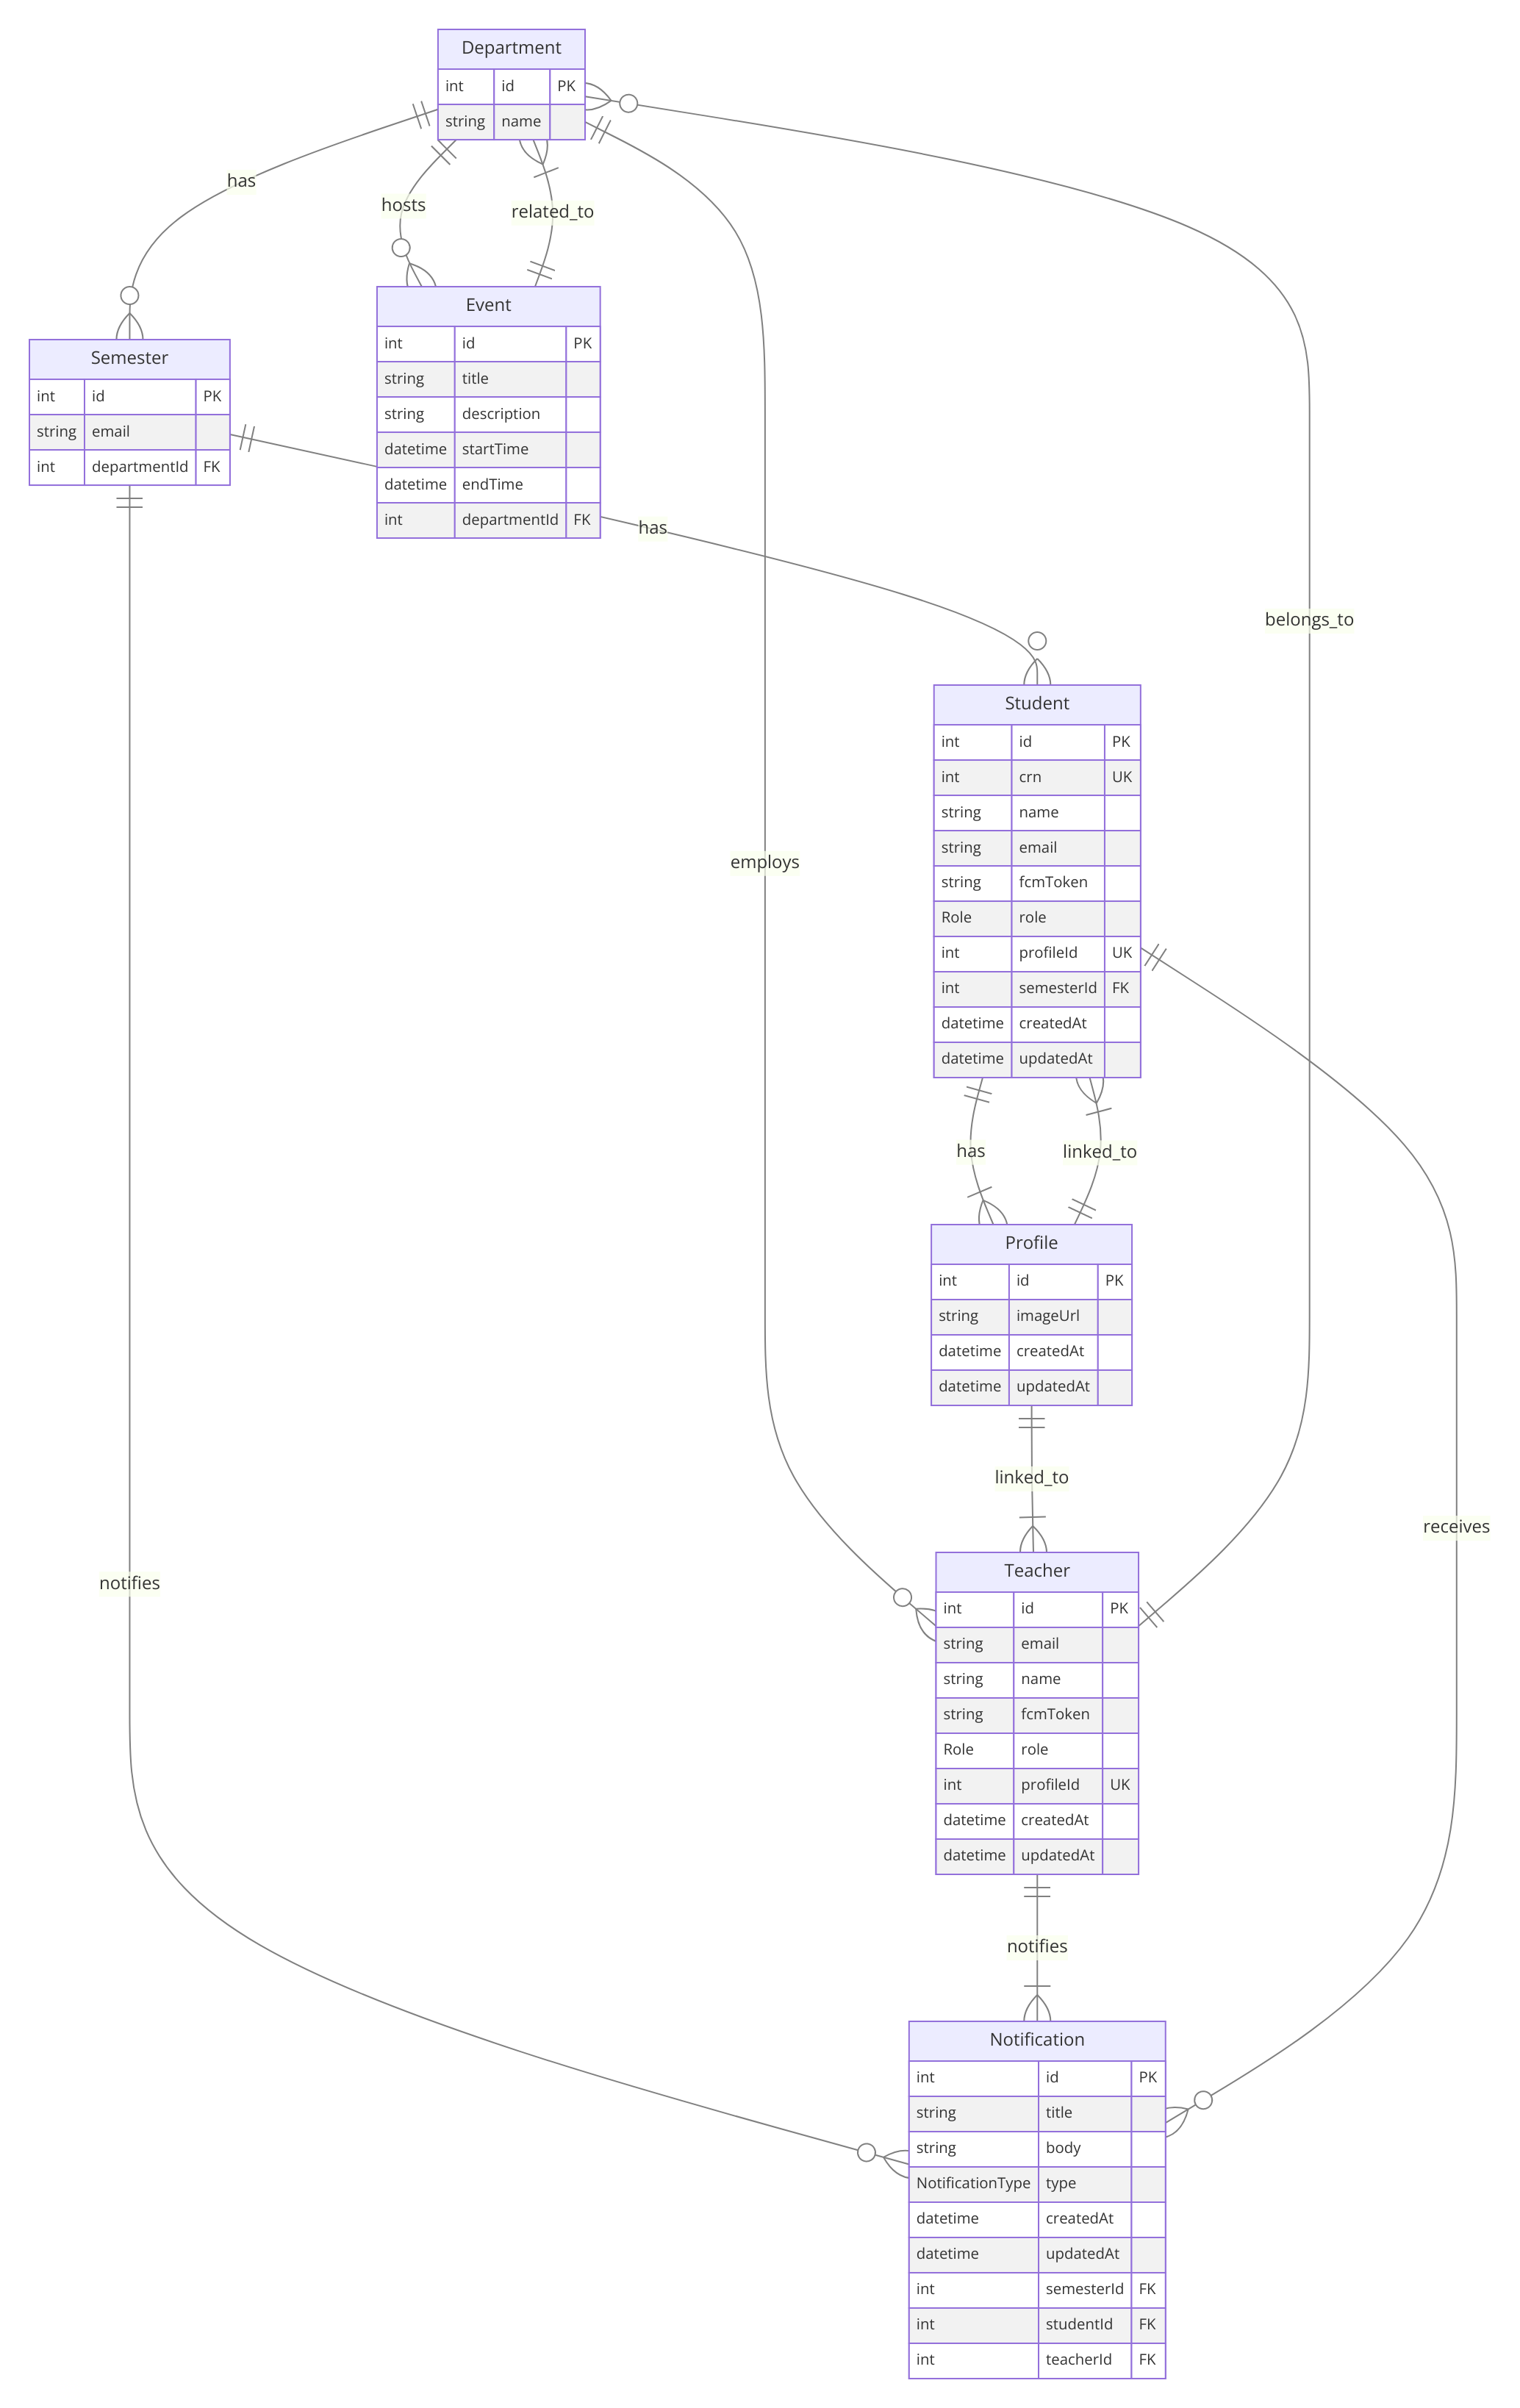 Department
int id PK
string name
has
hosts
related_to
Event
int id PK
string title
string description
datetime startTime
datetime endTime
int departmentId FK
Semester
int id PK
string email
int departmentId FK
has
belongs_to
Student
int id PK
int crn UK
string name
string email
string fcmToken
Role role
int profileId UK
int semesterId FK
datetime createdAt
datetime updatedAt
employs
has
linked_to
Profile
int id PK
string imageUrl
datetime createdAt
datetime updatedAt
linked_to
receives
Teacher
int id PK
string email
string name
string fcmToken
Role role
int profileId UK
datetime createdAt
datetime updatedAt
notifies
notifies
Notification
int id PK
string title
string body
NotificationType type
datetime createdAt
datetime updatedAt
int semesterId FK
int studentId FK
int teacherId FK